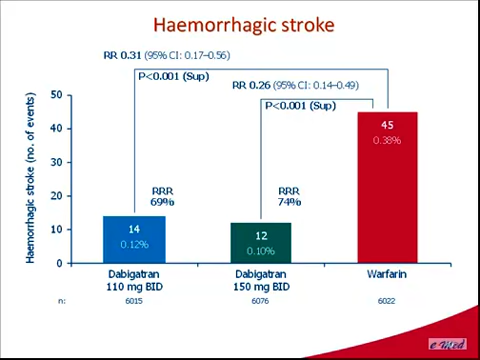 Haemorrhagic stroke
RR 0.31 (95% CI: 0.17–0.56)
P<0.001 (Sup)
RR 0.26 (95% CI: 0.14–0.49)
P<0.001 (Sup)
Haemorrhagic stroke (no. of events)
50
40
30
20
10
0
RRR
69%
RRR
74%
14
0.12%
12
0.10%
45
0.38%
Dabigatran
110 mg BID
Dabigatran
150 mg BID
Warfarin
n:
6015
6076
6022
e Med